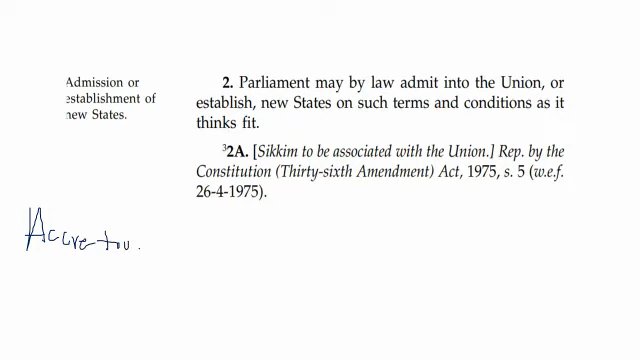 Admission or
establishment of
new States.
2. Parliament may by law admit into the Union, or
establish, new States on such terms and conditions as it
thinks fit.
³2A. [Sikkim to be associated with the Union.] Rep. by the
Constitution (Thirty-sixth Amendment) Act, 1975, s. 5 (w.e.f.
26-4-1975).